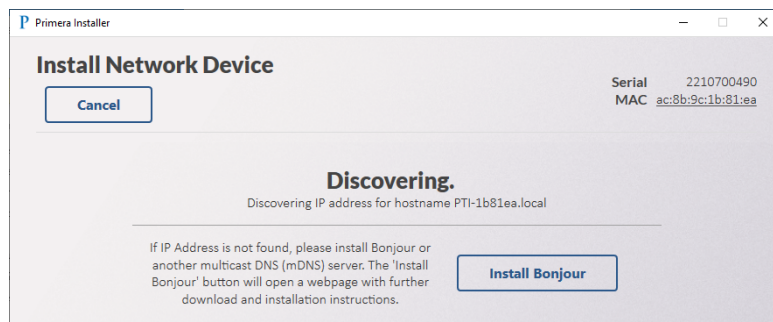 Primera Installer
Install Network Device
Cancel
Serial 2210700490
MAC ac:8b:9c:1b:81:ea
Discovering.
Discovering IP address for hostname PTI-1b81ea.local
If IP Address is not found, please install Bonjour or
another multicast DNS (mDNS) server. The 'Install
Bonjour' button will open a webpage with further
download and installation instructions.
Install Bonjour